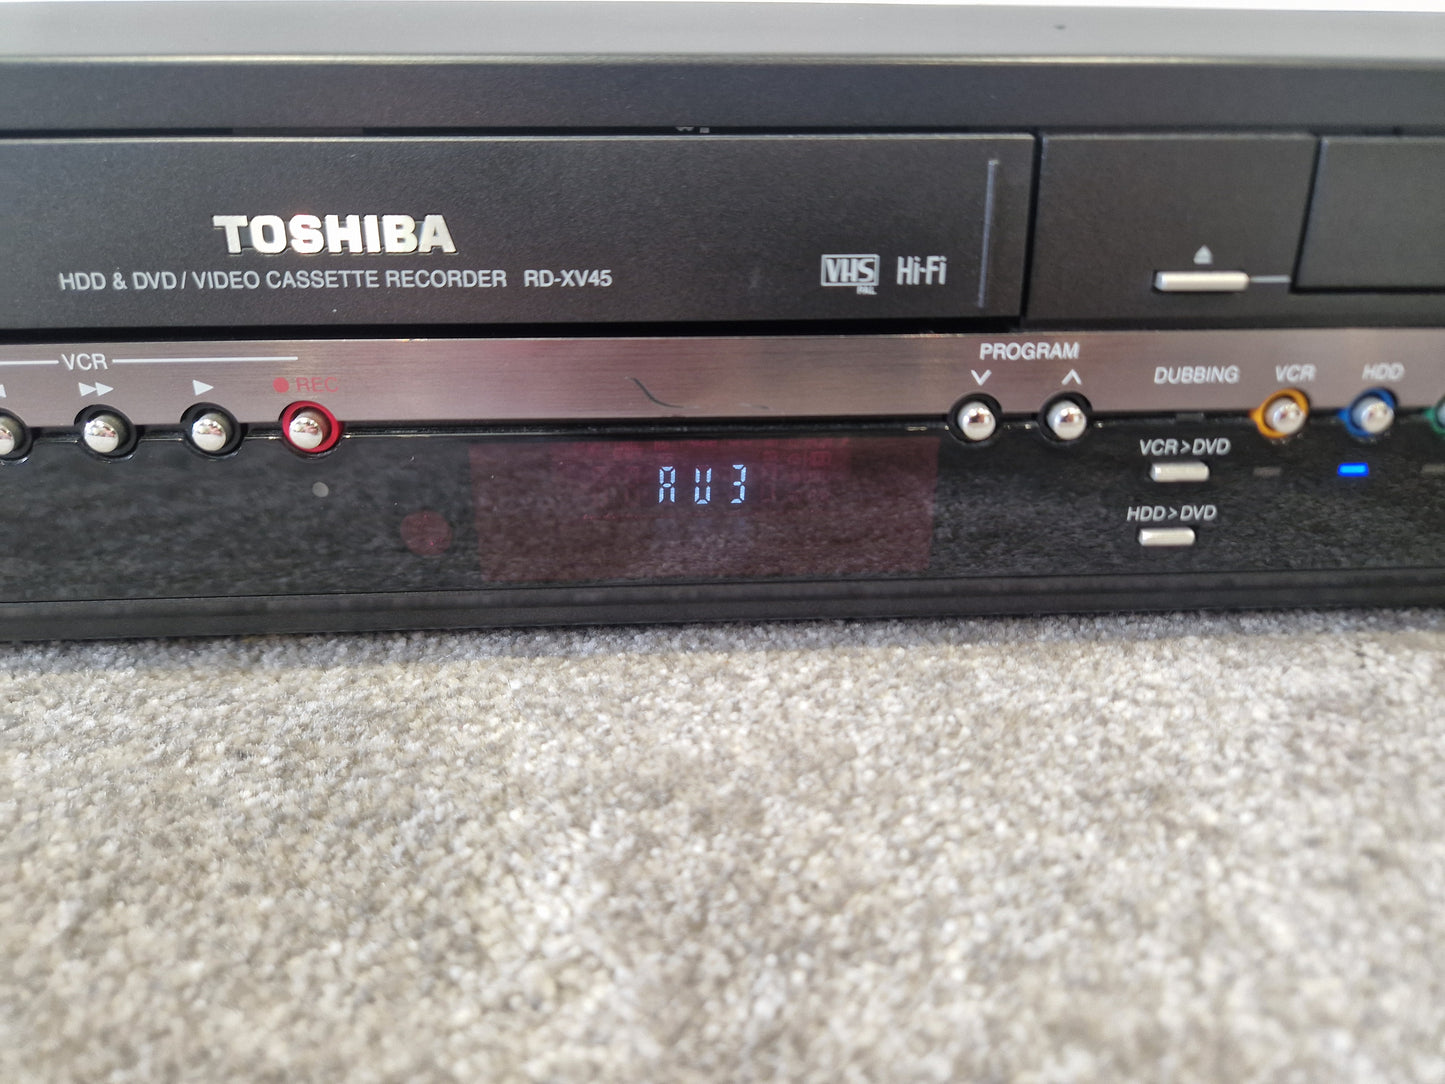 TOSHIBA
HDD & DVD / VIDEO CASSETTE RECORDER RD-XV45
VHS
PAL
Hi-Fi
VCR
REC
PROGRAM
DUBBING
VCR
HDD
VCR > DVD
HDD > DVD
AV3